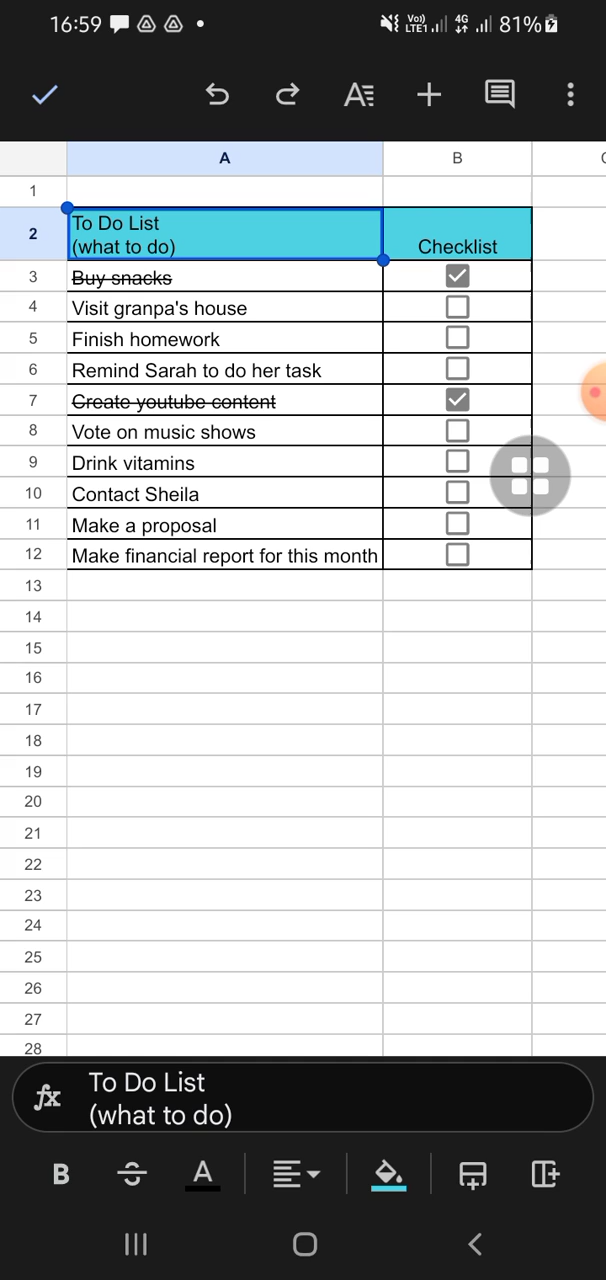 16:59 Vo)) LTE1 4G 81%
A B
1
2 To Do List
(what to do) Checklist
3 Buy snacks
4 Visit granpa's house
5 Finish homework
6 Remind Sarah to do her task
7 Create youtube content
8 Vote on music shows
9 Drink vitamins
10 Contact Sheila
11 Make a proposal
12 Make financial report for this month
13
14
15
16
17
18
19
20
21
22
23
24
25
26
27
28
fx To Do List
(what to do)
B S A